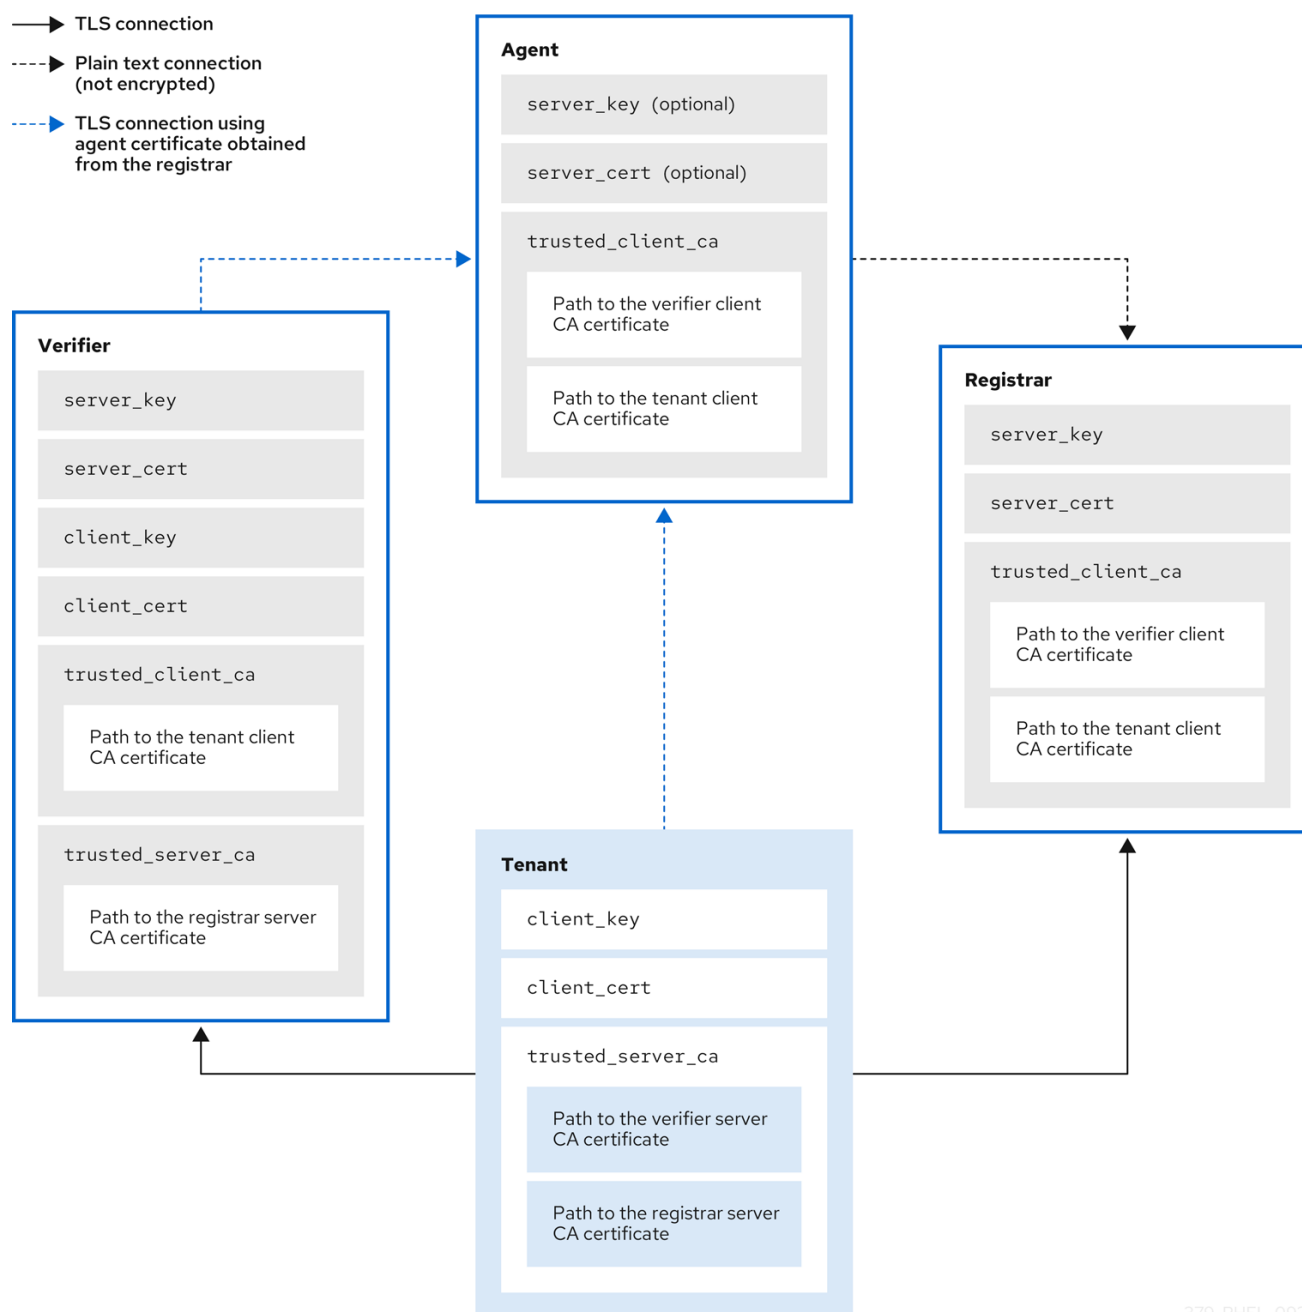 TLS connection
Plain text connection
(not encrypted)
TLS connection using
agent certificate obtained
from the registrar
Agent
server_key (optional)
server_cert (optional)
trusted_client_ca
Path to the verifier client
CA certificate
Path to the tenant client
CA certificate
Verifier
server_key
server_cert
client_key
client_cert
trusted_client_ca
Path to the tenant client
CA certificate
trusted_server_ca
Path to the registrar server
CA certificate
Registrar
server_key
server_cert
trusted_client_ca
Path to the verifier client
CA certificate
Path to the tenant client
CA certificate
Tenant
client_key
client_cert
trusted_server_ca
Path to the verifier server
CA certificate
Path to the registrar server
CA certificate